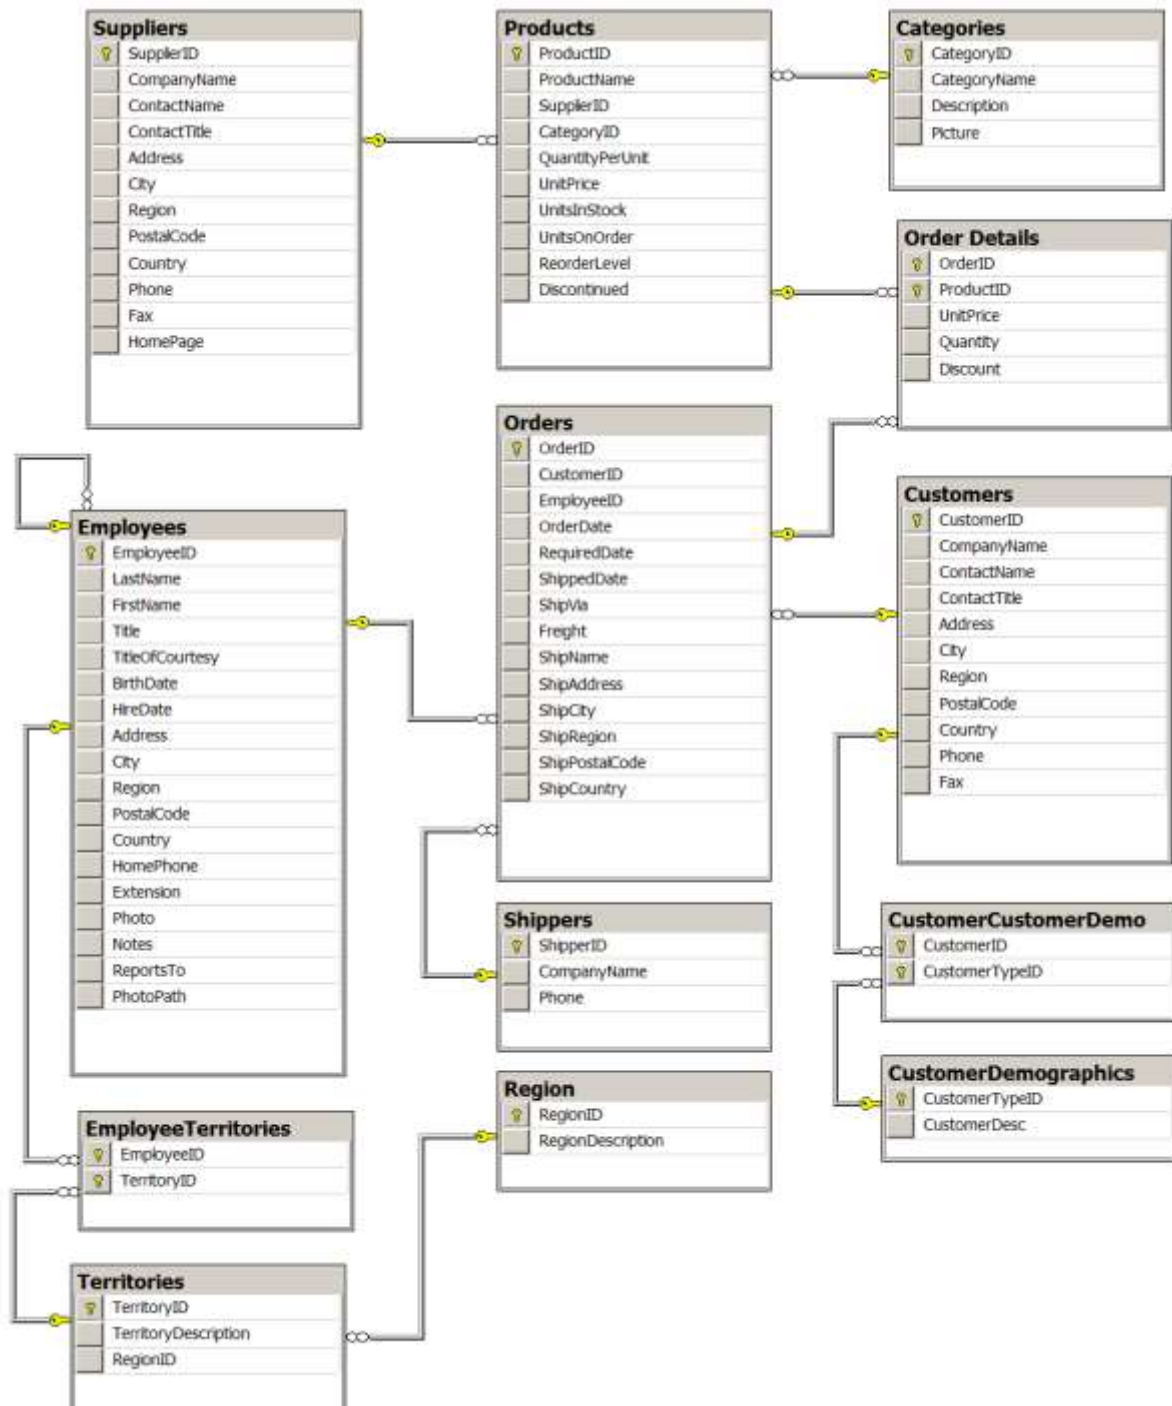 Suppliers
SupplierID
CompanyName
ContactName
ContactTitle
Address
City
Region
PostalCode
Country
Phone
Fax
HomePage
Products
ProductID
ProductName
SupplierID
CategoryID
QuantityPerUnit
UnitPrice
UnitsInStock
UnitsOnOrder
ReorderLevel
Discontinued
Categories
CategoryID
CategoryName
Description
Picture
Order Details
OrderID
ProductID
UnitPrice
Quantity
Discount
Employees
EmployeeID
LastName
FirstName
Title
TitleOfCourtesy
BirthDate
HireDate
Address
City
Region
PostalCode
Country
HomePhone
Extension
Photo
Notes
ReportsTo
PhotoPath
Orders
OrderID
CustomerID
EmployeeID
OrderDate
RequiredDate
ShippedDate
ShipVia
Freight
ShipName
ShipAddress
ShipCity
ShipRegion
ShipPostalCode
ShipCountry
Customers
CustomerID
CompanyName
ContactName
ContactTitle
Address
City
Region
PostalCode
Country
Phone
Fax
Shippers
ShipperID
CompanyName
Phone
CustomerCustomerDemo
CustomerID
CustomerTypeID
CustomerDemographics
CustomerTypeID
CustomerDesc
Region
RegionID
RegionDescription
EmployeeTerritories
EmployeeID
TerritoryID
Territories
TerritoryID
TerritoryDescription
RegionID